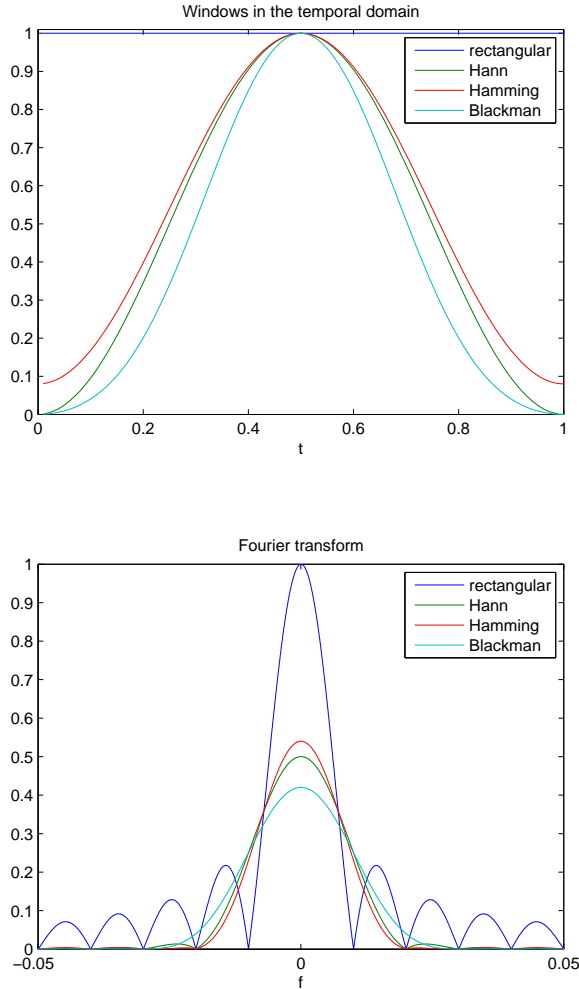 Windows in the temporal domain
1
0.9
0.8
0.7
0.6
0.5
0.4
0.3
0.2
0.1
0
rectangular
Hann
Hamming
Blackman
0 0.2 0.4 0.6 0.8 1
t
Fourier transform
1
0.9
0.8
0.7
0.6
0.5
0.4
0.3
0.2
0.1
0
rectangular
Hann
Hamming
Blackman
−0.05 0 0.05
f